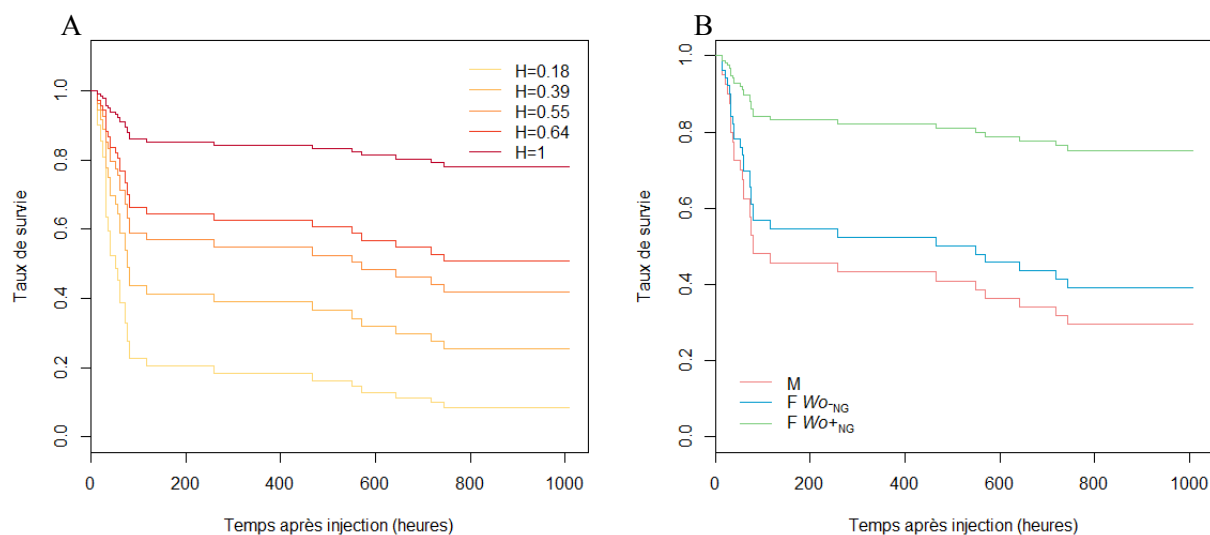 A
H=0.18
H=0.39
H=0.55
H=0.64
H=1
Taux de survie
0.0
0.2
0.4
0.6
0.8
1.0
0
200
400
600
800
1000
Temps après injection (heures)
B
M
F Wo-NG
F Wo+NG
Taux de survie
0.0
0.2
0.4
0.6
0.8
1.0
0
200
400
600
800
1000
Temps après injection (heures)